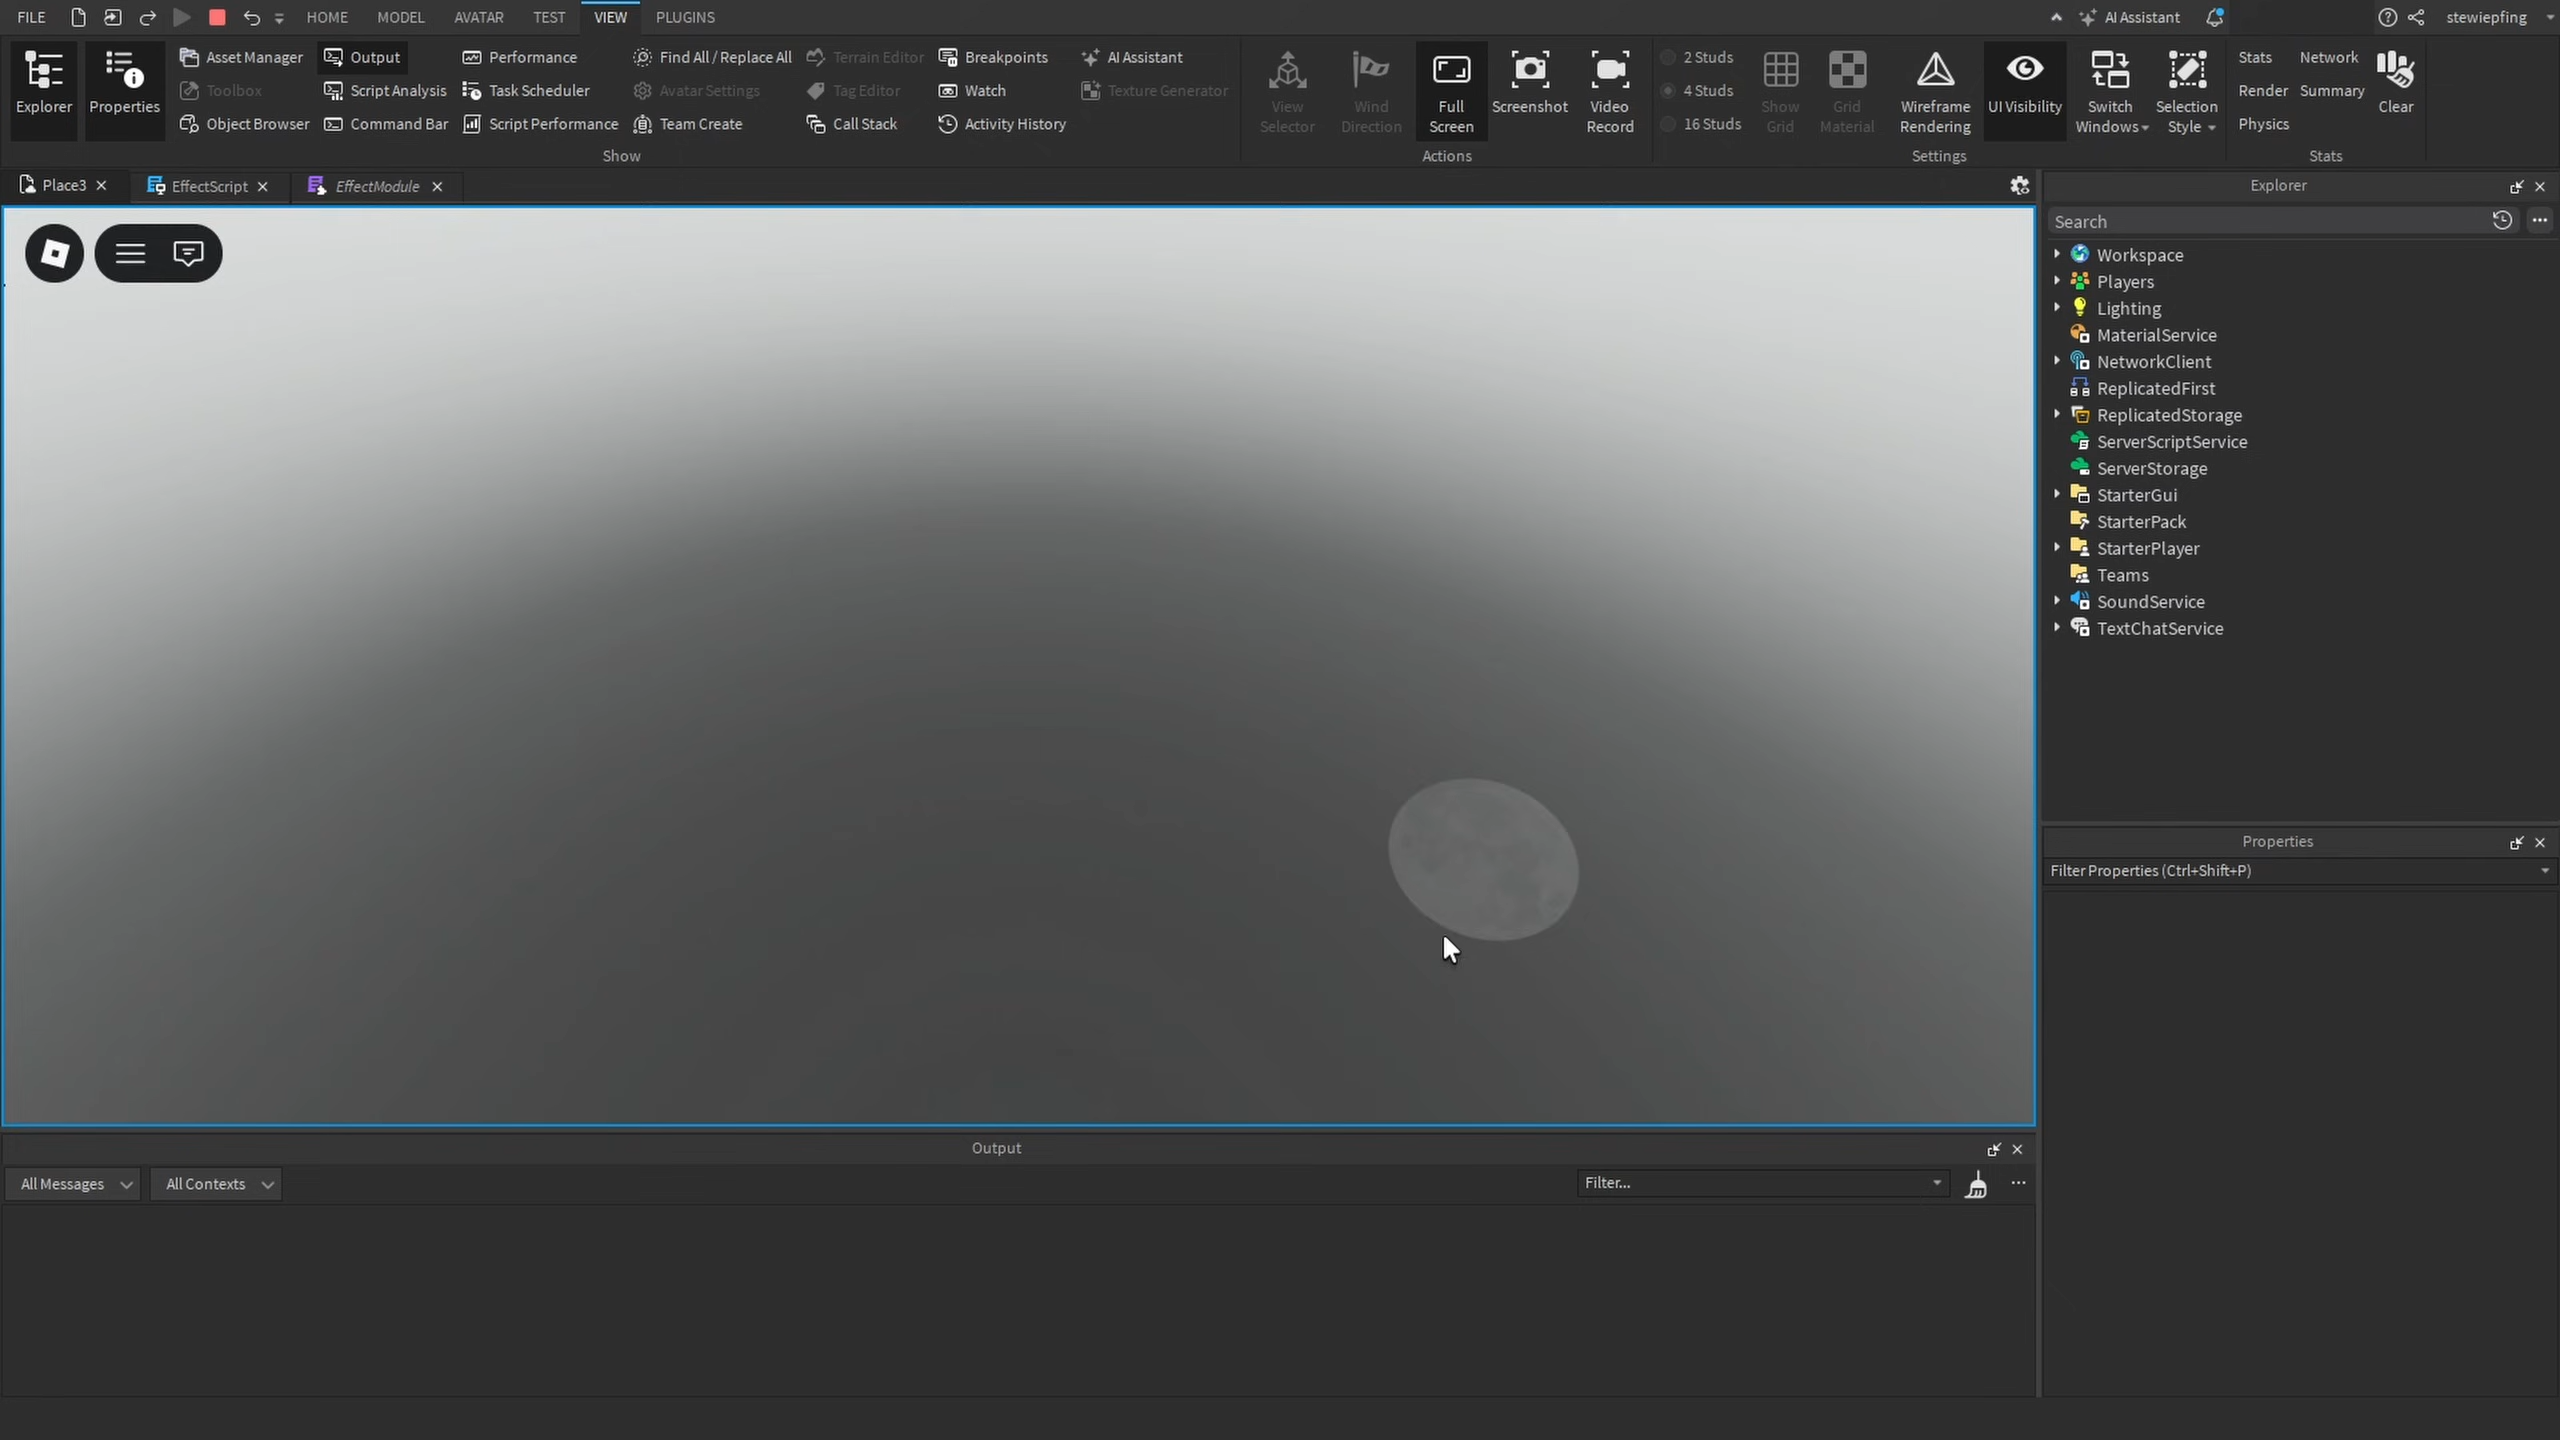 FILE HOME MODEL AVATAR TEST VIEW PLUGINS AI Assistant stewiepfing
Explorer
Properties
Asset Manager
Toolbox
Object Browser
Output
Script Analysis
Command Bar
Performance
Task Scheduler
Script Performance
Find All / Replace All
Avatar Settings
Team Create
Terrain Editor
Tag Editor
Call Stack
Breakpoints
Watch
Activity History
AI Assistant
Texture Generator
Show
View
Selector
Wind
Direction
Full
Screen
Screenshot
Video
Record
Actions
2 Studs
4 Studs
16 Studs
Show
Grid
Grid
Material
Wireframe
Rendering
UI Visibility
Switch
Windows
Selection
Style
Settings
Stats
Render
Physics
Network
Summary
Clear
Stats
Place3 EffectScript EffectModule
Explorer
Search
Workspace
Players
Lighting
MaterialService
NetworkClient
ReplicatedFirst
ReplicatedStorage
ServerScriptService
ServerStorage
StarterGui
StarterPack
StarterPlayer
Teams
SoundService
TextChatService
Properties
Filter Properties (Ctrl+Shift+P)
Output
All Messages All Contexts Filter...